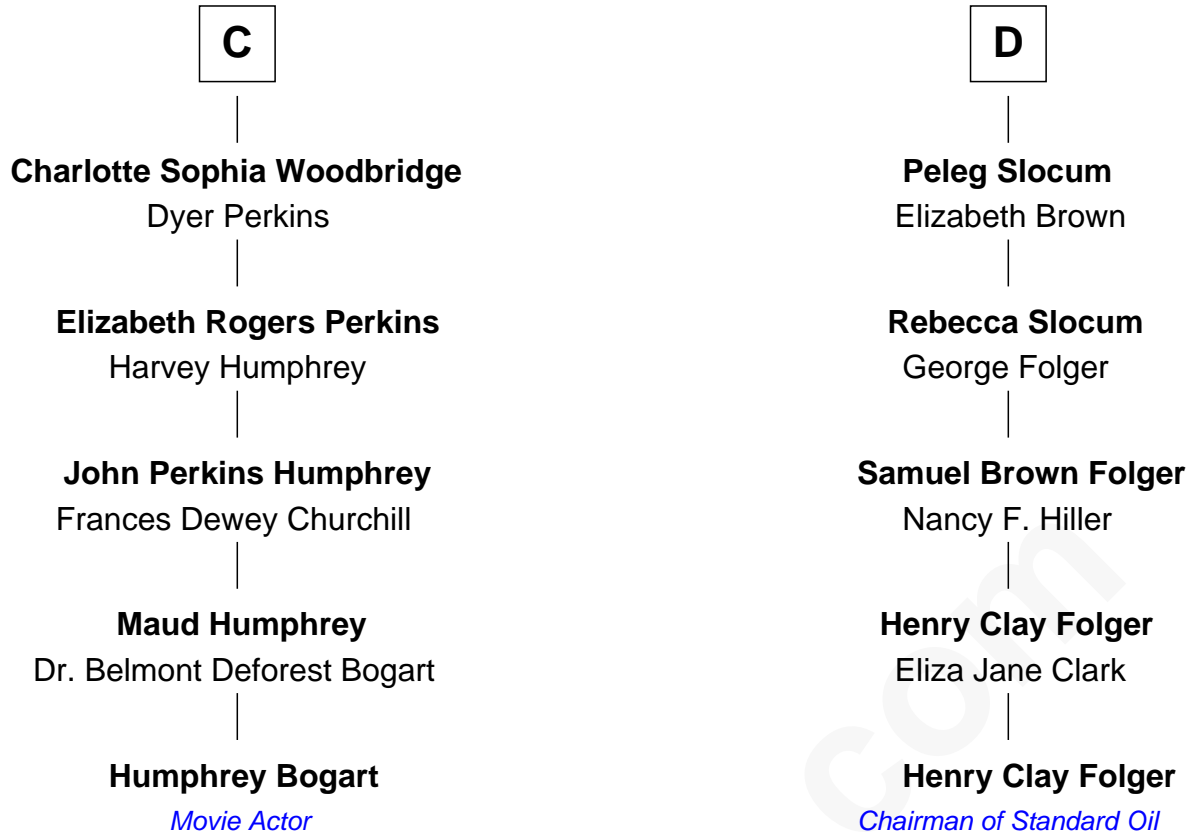 C
Charlotte Sophia Woodbridge
Dyer Perkins
Elizabeth Rogers Perkins
Harvey Humphrey
John Perkins Humphrey
Frances Dewey Churchill
Maud Humphrey
Dr. Belmont Deforest Bogart
Humphrey Bogart
Movie Actor
D
Peleg Slocum
Elizabeth Brown
Rebecca Slocum
George Folger
Samuel Brown Folger
Nancy F. Hiller
Henry Clay Folger
Eliza Jane Clark
Henry Clay Folger
Chairman of Standard Oil
com